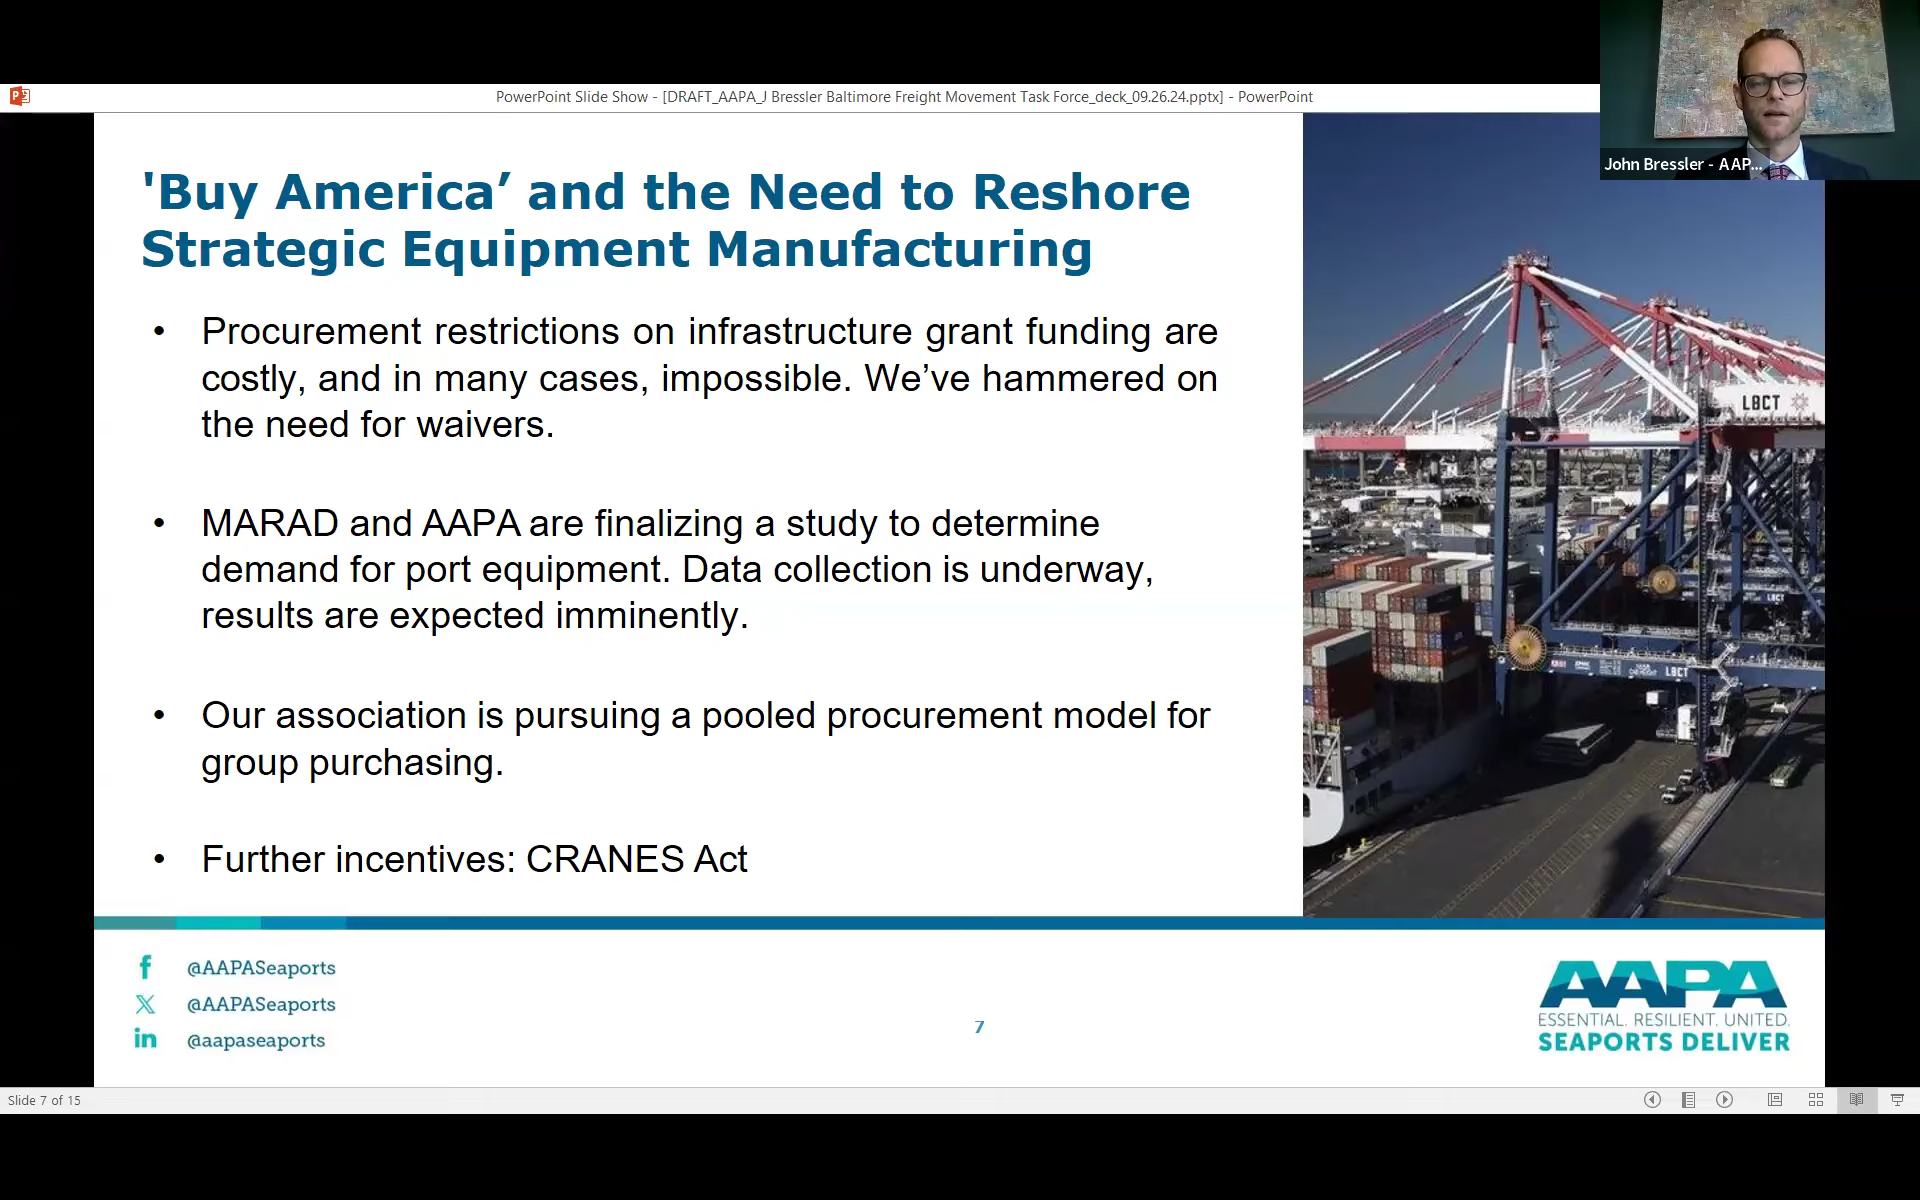 PowerPoint Slide Show - [DRAFT_AAPA_J Bressler Baltimore Freight Movement Task Force_deck_09.26.24.pptx] - PowerPoint
John Bressler - AAP...
'Buy America’ and the Need to Reshore
Strategic Equipment Manufacturing
• Procurement restrictions on infrastructure grant funding are
costly, and in many cases, impossible. We’ve hammered on
the need for waivers.
• MARAD and AAPA are finalizing a study to determine
demand for port equipment. Data collection is underway,
results are expected imminently.
• Our association is pursuing a pooled procurement model for
group purchasing.
• Further incentives: CRANES Act
LBCT
LBCT
LBCT
@AAPASeaports
@AAPASeaports
@aapaseaports
7
AAPA
ESSENTIAL. RESILIENT. UNITED.
SEAPORTS DELIVER
Slide 7 of 15